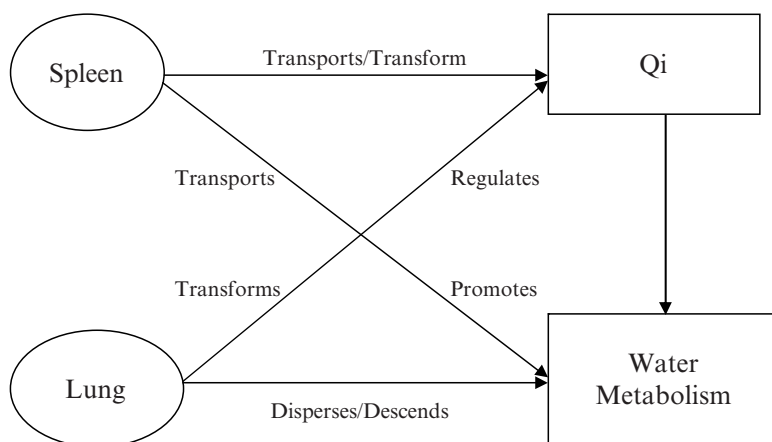 Spleen
Transports/Transform
Qi
Transports
Regulates
Transforms
Promotes
Lung
Disperses/Descends
Water
Metabolism